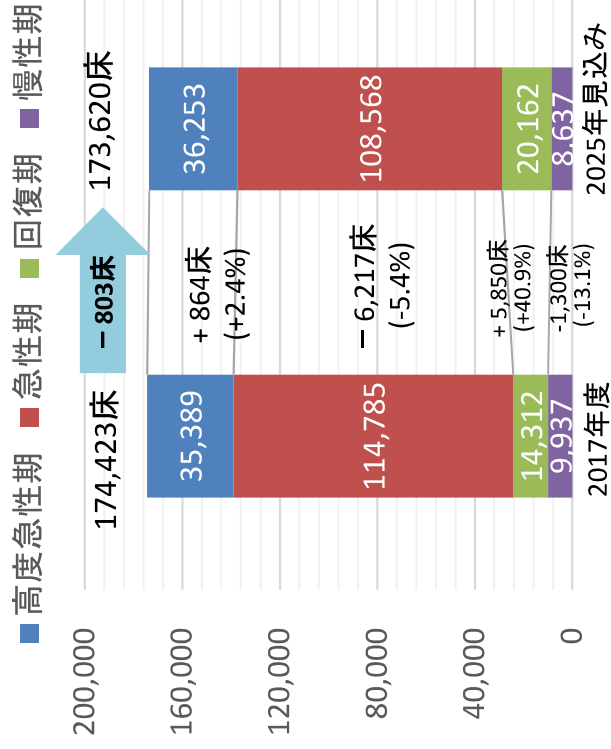 高度急性期 急性期 回復期 慢性期
174,423床
－803床
173,620床
200,000
160,000
120,000
80,000
40,000
0
35,389
114,785
14,312
9,937
＋864床
(+2.4%)
－6,217床
(-5.4%)
＋5,850床
(+40.9%)
-1,300床
(-13.1%)
36,253
108,568
20,162
8,637
2017年度
2025年見込み